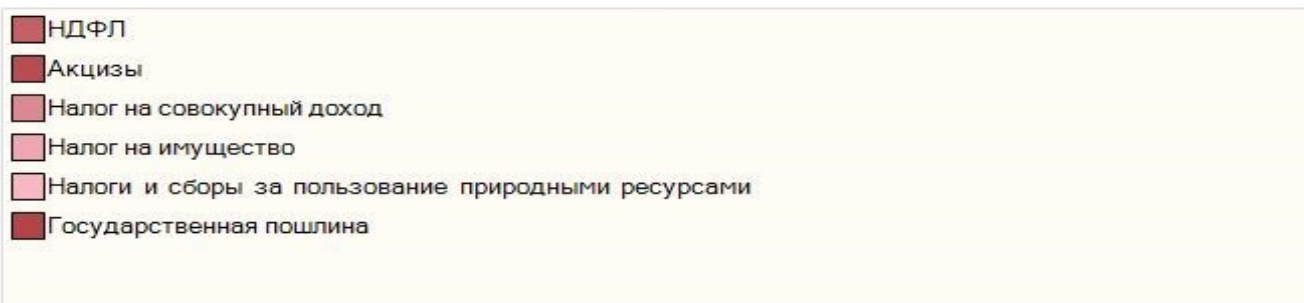 НДФЛ
Акцизы
Налог на совокупный доход
Налог на имущество
Налоги и сборы за пользование природными ресурсами
Государственная пошлина